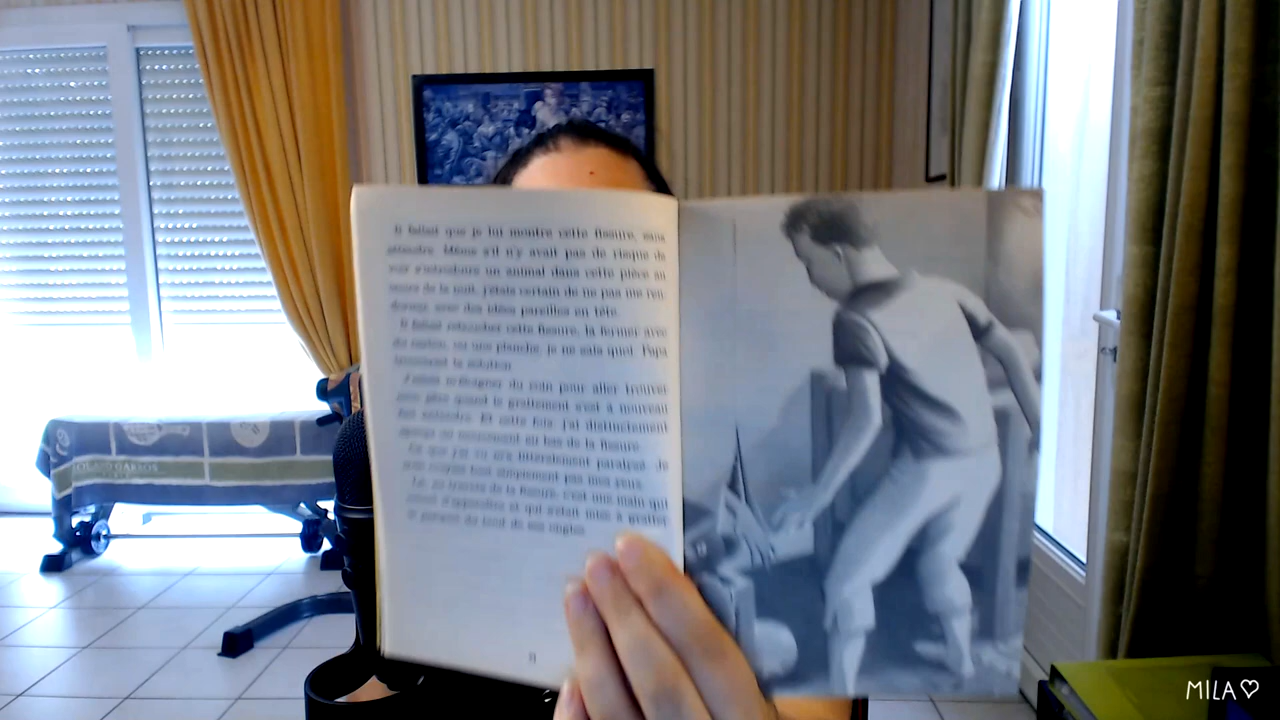 Il fallait que je lui montre cette fissure, sans
attendre. Même s'il n'y avait pas de risque de
voir s'introduire un animal dans cette pièce au
cours de la nuit, j'étais certain de ne pas me ren-
dormir avec des idées pareilles en tête.
Il fallait reboucher cette fissure, la fermer avec
du carton, ou une planche, je ne sais quoi. Papa
trouverait la solution.
J'allais m'éloigner du coin pour aller trouver
mon père quand le grattement s'est à nouveau
fait entendre. Et cette fois, j'ai distinctement
aperçu un mouvement au bas de la fissure.
Ce que j'ai vu m'a littéralement paralysé. Je
n'en croyais tout simplement pas mes yeux.
Là, au travers de la fissure, c'est une main qui
venait d'apparaître et qui s'était mise à gratter
le parquet du bout de ses ongles.
ROLAND GARROS
MILA♡